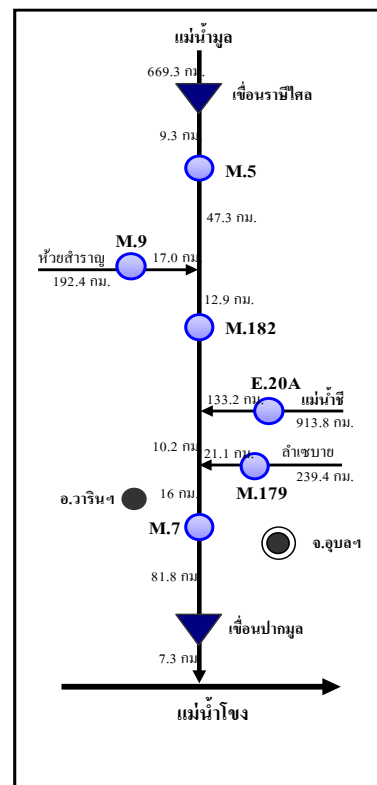 แม่น้ำมูล
669.3 กม.
เขื่อนราษีไศล
9.3 กม.
M.5
47.3 กม.
M.9
ห้วยสำราญ
17.0 กม.
192.4 กม.
12.9 กม.
M.182
E.20A
133.2 กม.
แม่น้ำชี
913.8 กม.
10.2 กม.
21.1 กม.
ลำเซบาย
239.4 กม.
M.179
16 กม.
อ.วารินฯ
M.7
จ.อุบลฯ
81.8 กม.
เขื่อนปากมูล
7.3 กม.
แม่น้ำโขง